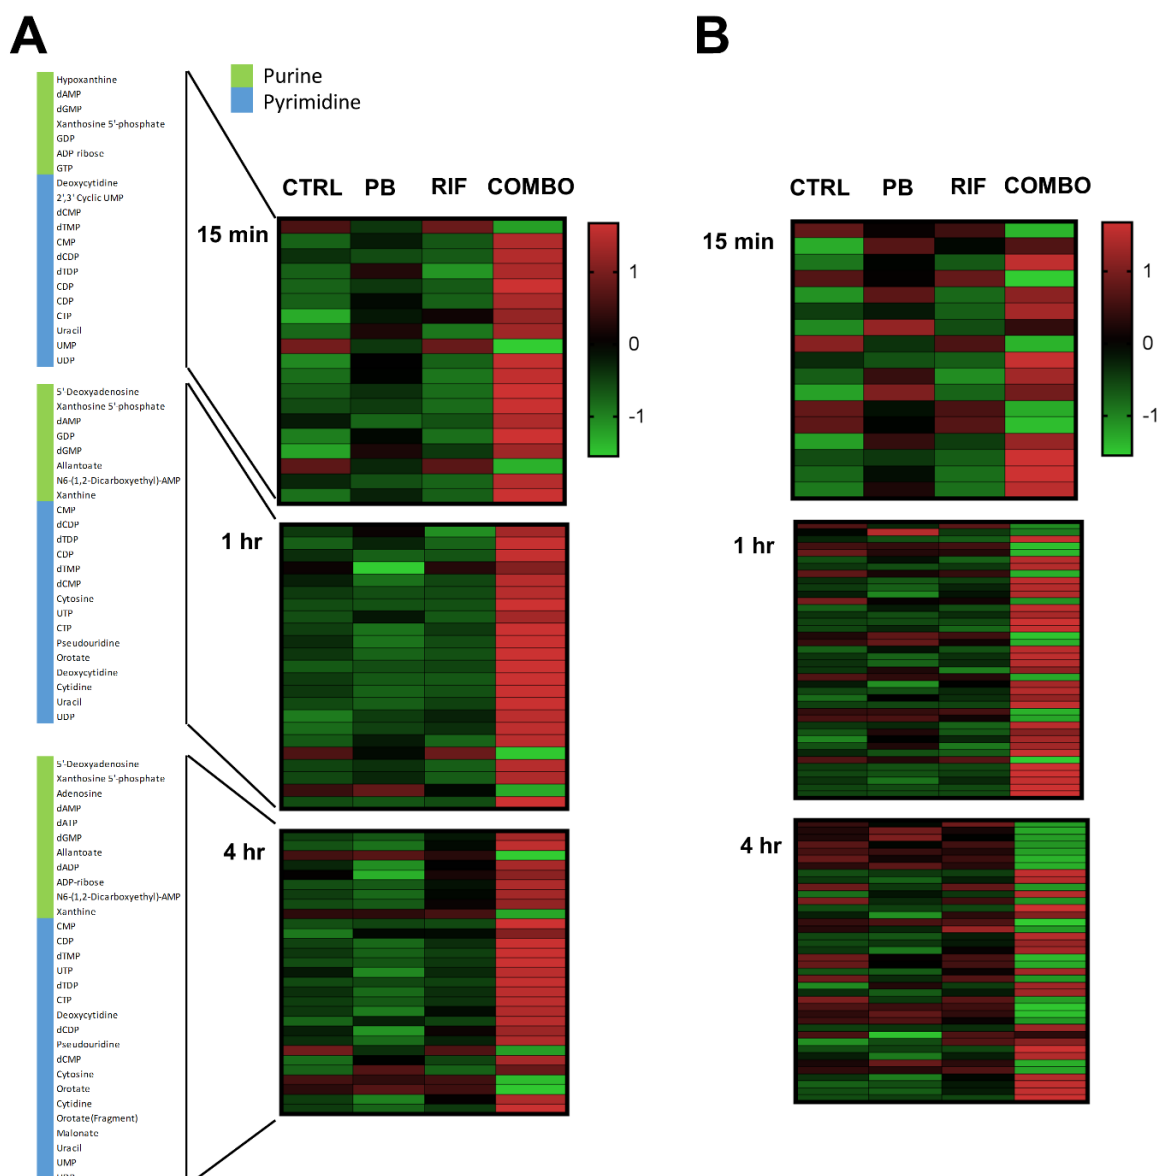 A
B
Purine
Pyrimidine
Hypoxanthine
dAMP
dGMP
Xanthosine 5'-phosphate
GDP
ADP ribose
GTP
Deoxycytidine
2',3' Cyclic UMP
dCMP
dTMP
CMP
dCDP
dTDP
CDP
CDP
CTP
Uracil
UMP
UDP
CTRL PB RIF COMBO
15 min
1
0
-1
CTRL PB RIF COMBO
15 min
1
0
-1
5' Deoxyadenosine
Xanthosine 5'-phosphate
dAMP
GDP
dGMP
Allantoate
N6-(1,2-Dicarboxyethyl)-AMP
Xanthine
CMP
dCDP
dTDP
CDP
dTMP
dCMP
Cytosine
UTP
CTP
Pseudouridine
Orotate
Deoxycytidine
Cytidine
Uracil
UDP
1 hr
1 hr
5'-Deoxyadenosine
Xanthosine 5'-phosphate
Adenosine
dAMP
dATP
dGMP
Allantoate
dADP
ADP-ribose
N6-(1,2-Dicarboxyethyl)-AMP
Xanthine
CMP
CDP
dTMP
UTP
dTDP
CTP
Deoxycytidine
dCDP
Pseudouridine
dCMP
Cytosine
Orotate
Cytidine
Orotate(Fragment)
Malonate
Uracil
UMP
4 hr
4 hr